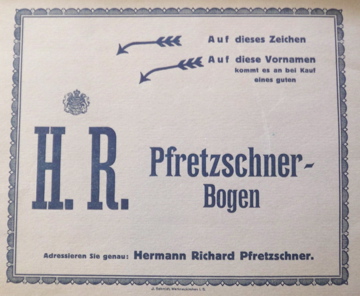 Auf dieses Zeichen
Auf diese Vornamen
kommt es an bei Kauf
eines guten
H. R. Pfretzschner-
Bogen
Adressieren Sie genau: Hermann Richard Pfretzschner.